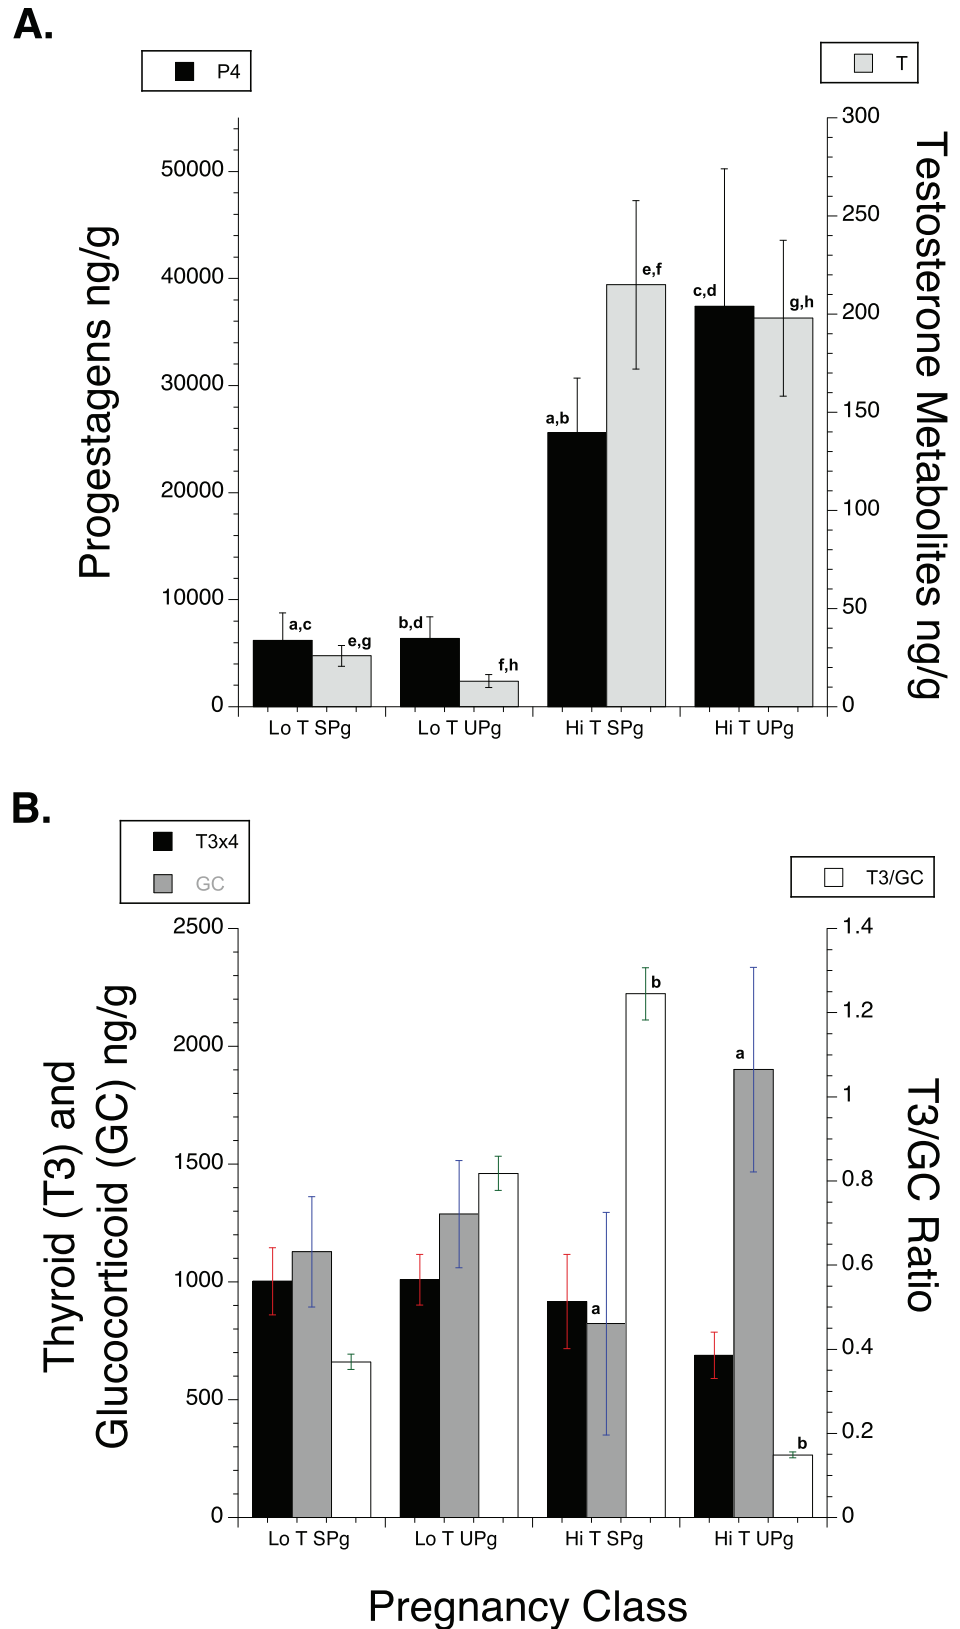 A.
P4
T
300
50000
250
40000
200
30000
150
20000
100
10000
50
0
0
Progestagens ng/g
Testosterone Metabolites ng/g
a,c
e,g
b,d
f,h
a,b
e,f
c,d
g,h
Lo T SPg
Lo T UPg
Hi T SPg
Hi T UPg
B.
T3x4
GC
T3/GC
2500
2000
1500
1000
500
0
1.4
1.2
1
0.8
0.6
0.4
0.2
0
Thyroid (T3) and
Glucocorticoid (GC) ng/g
T3/GC Ratio
a
b
a
b
Lo T SPg
Lo T UPg
Hi T SPg
Hi T UPg
Pregnancy Class